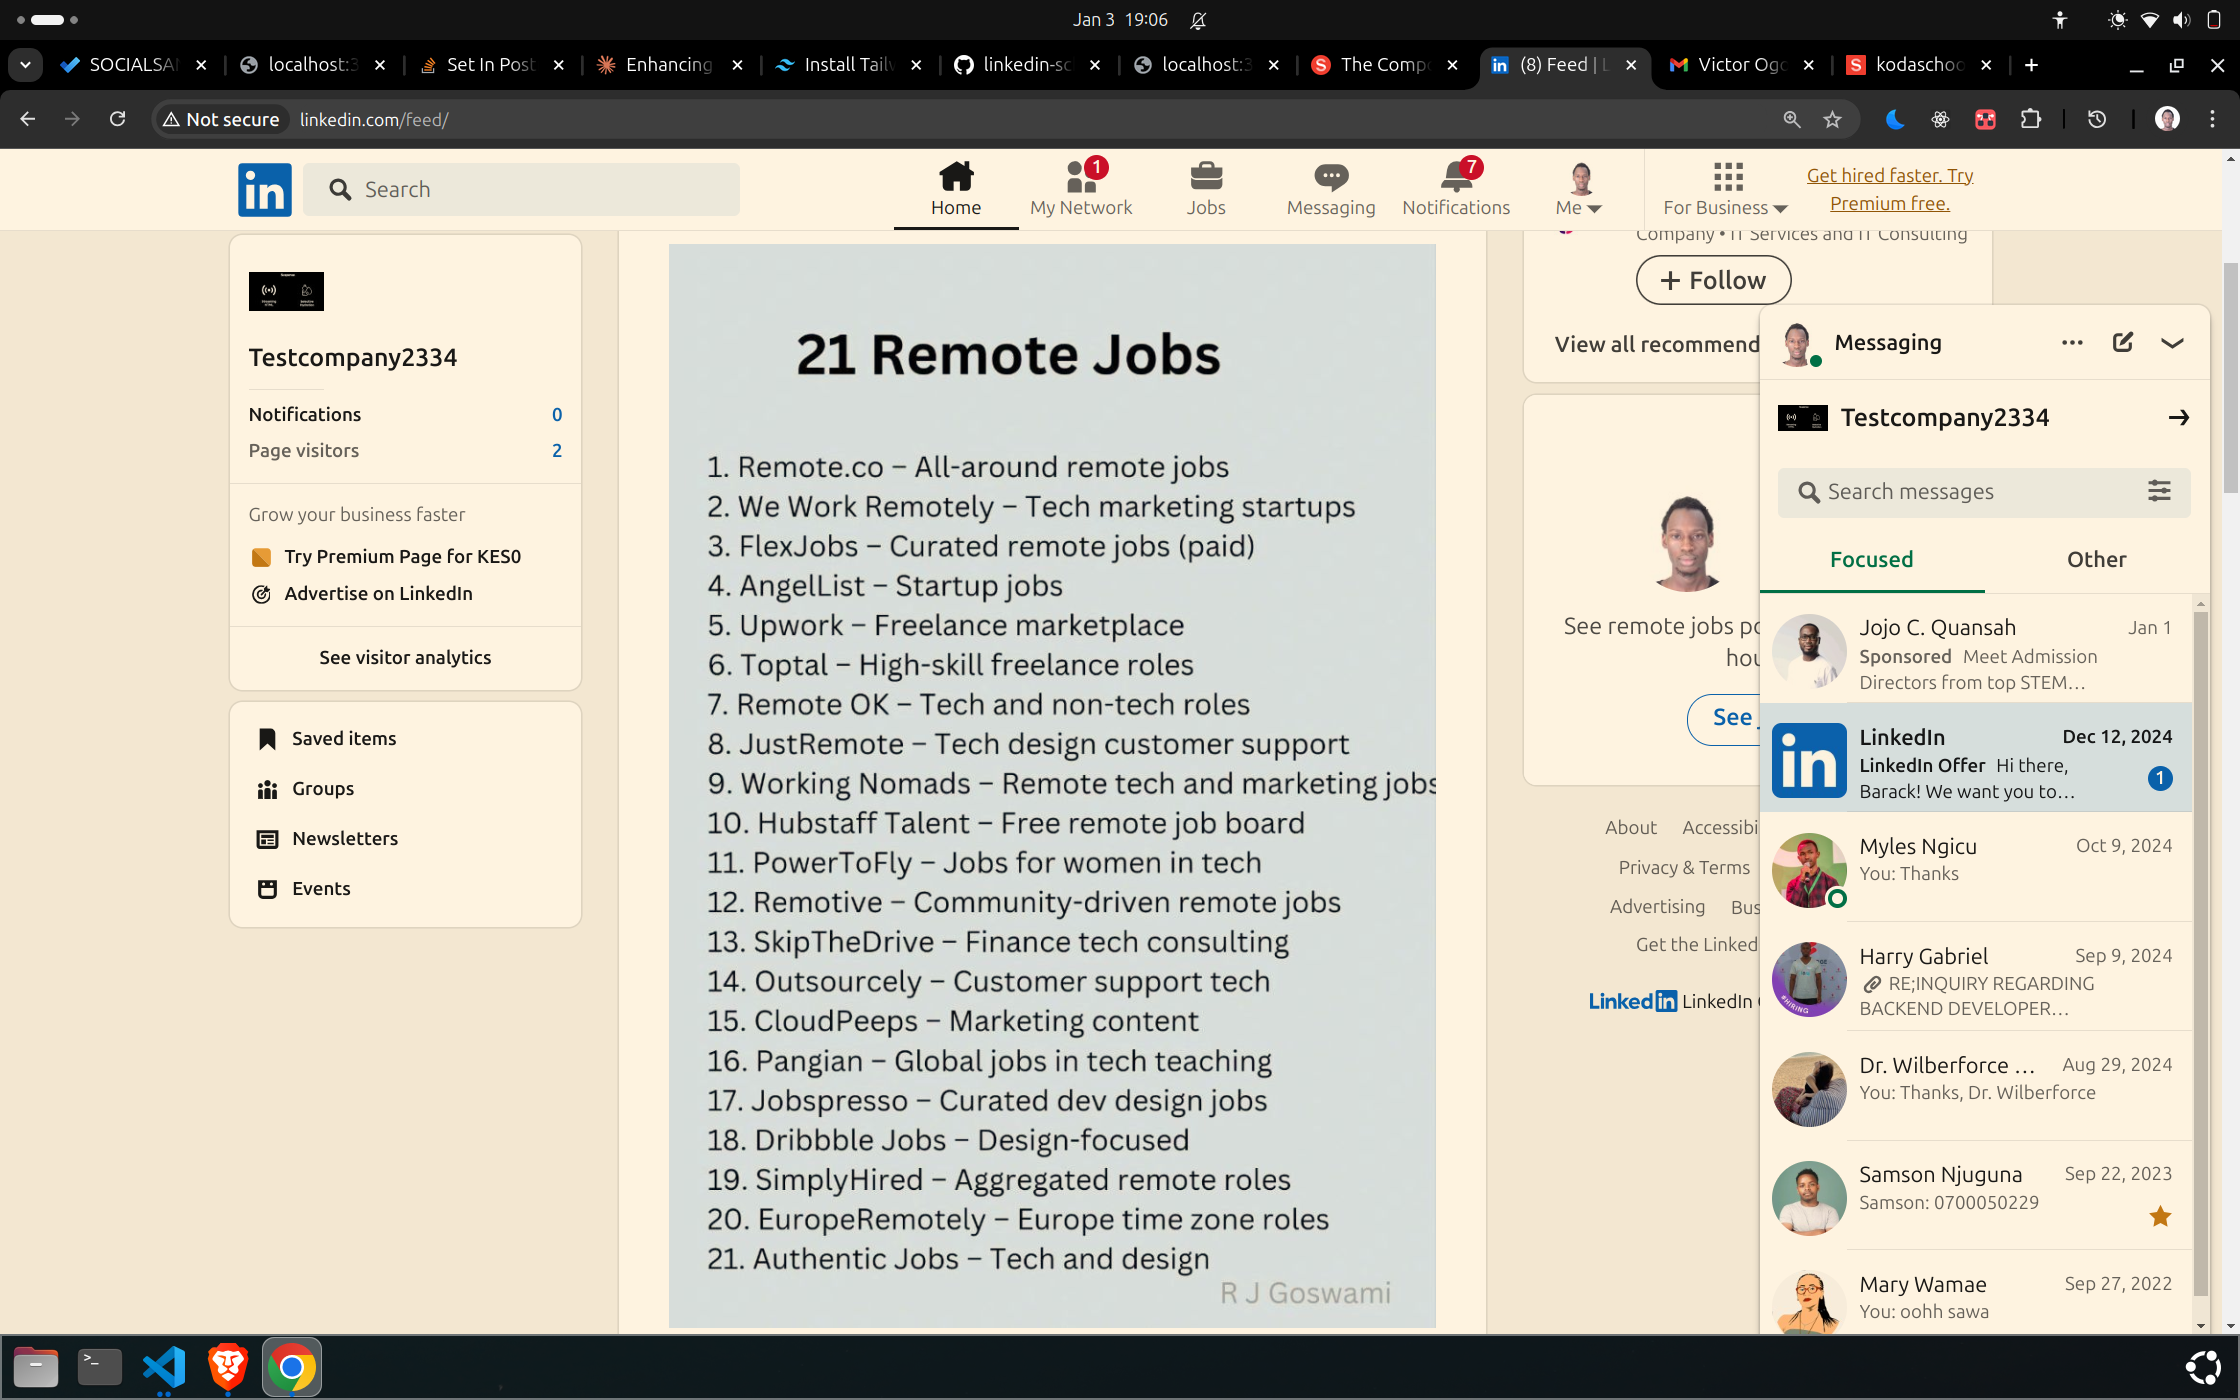 Jan 3 19:06
SOCIALSA
localhost:3
Set In Post
Enhancing
Install Tailw
linkedin-sc
localhost:3
The Compo
(8) Feed | L
Victor Ogo
kodaschoo
Not secure
linkedin.com/feed/
in
Search
Home
1
My Network
Jobs
Messaging
7
Notifications
Me
For Business
Get hired faster. Try
Premium free.
Testcompany2334
Notifications 0
Page visitors 2
Grow your business faster
Try Premium Page for KES0
Advertise on LinkedIn
See visitor analytics
Saved items
Groups
Newsletters
Events
21 Remote Jobs
1. Remote.co – All-around remote jobs
2. We Work Remotely – Tech marketing startups
3. FlexJobs – Curated remote jobs (paid)
4. AngelList – Startup jobs
5. Upwork – Freelance marketplace
6. Toptal – High-skill freelance roles
7. Remote OK – Tech and non-tech roles
8. JustRemote – Tech design customer support
9. Working Nomads – Remote tech and marketing jobs
10. Hubstaff Talent – Free remote job board
11. PowerToFly – Jobs for women in tech
12. Remotive – Community-driven remote jobs
13. SkipTheDrive – Finance tech consulting
14. Outsourcely – Customer support tech
15. CloudPeeps – Marketing content
16. Pangian – Global jobs in tech teaching
17. Jobspresso – Curated dev design jobs
18. Dribbble Jobs – Design-focused
19. SimplyHired – Aggregated remote roles
20. EuropeRemotely – Europe time zone roles
21. Authentic Jobs – Tech and design
R J Goswami
Company • IT Services and IT Consulting
+ Follow
View all recommend
See remote jobs po
hou
See
About Accessibi
Privacy & Terms
Advertising Bus
Get the Linked
LinkedIn LinkedIn
Messaging
Testcompany2334
Search messages
Focused Other
Jojo C. Quansah Jan 1
Sponsored Meet Admission
Directors from top STEM…
in
LinkedIn Dec 12, 2024
LinkedIn Offer Hi there,
Barack! We want you to… 1
Myles Ngicu Oct 9, 2024
You: Thanks
Harry Gabriel Sep 9, 2024
RE;INQUIRY REGARDING
BACKEND DEVELOPER…
#HIRING
Dr. Wilberforce … Aug 29, 2024
You: Thanks, Dr. Wilberforce
Samson Njuguna Sep 22, 2023
Samson: 0700050229
Mary Wamae Sep 27, 2022
You: oohh sawa